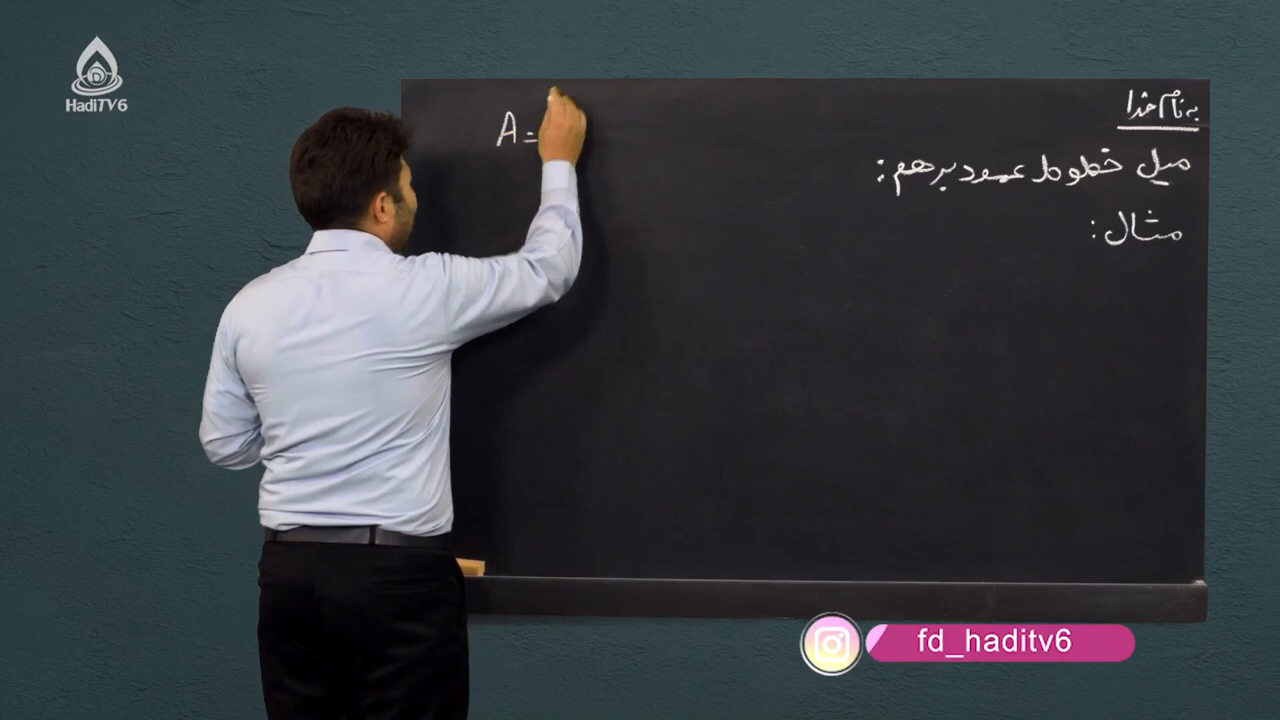 HadiTV6
به نام خدا
میل خطوط عمود برهم :
مثال :
A =
fd_haditv6